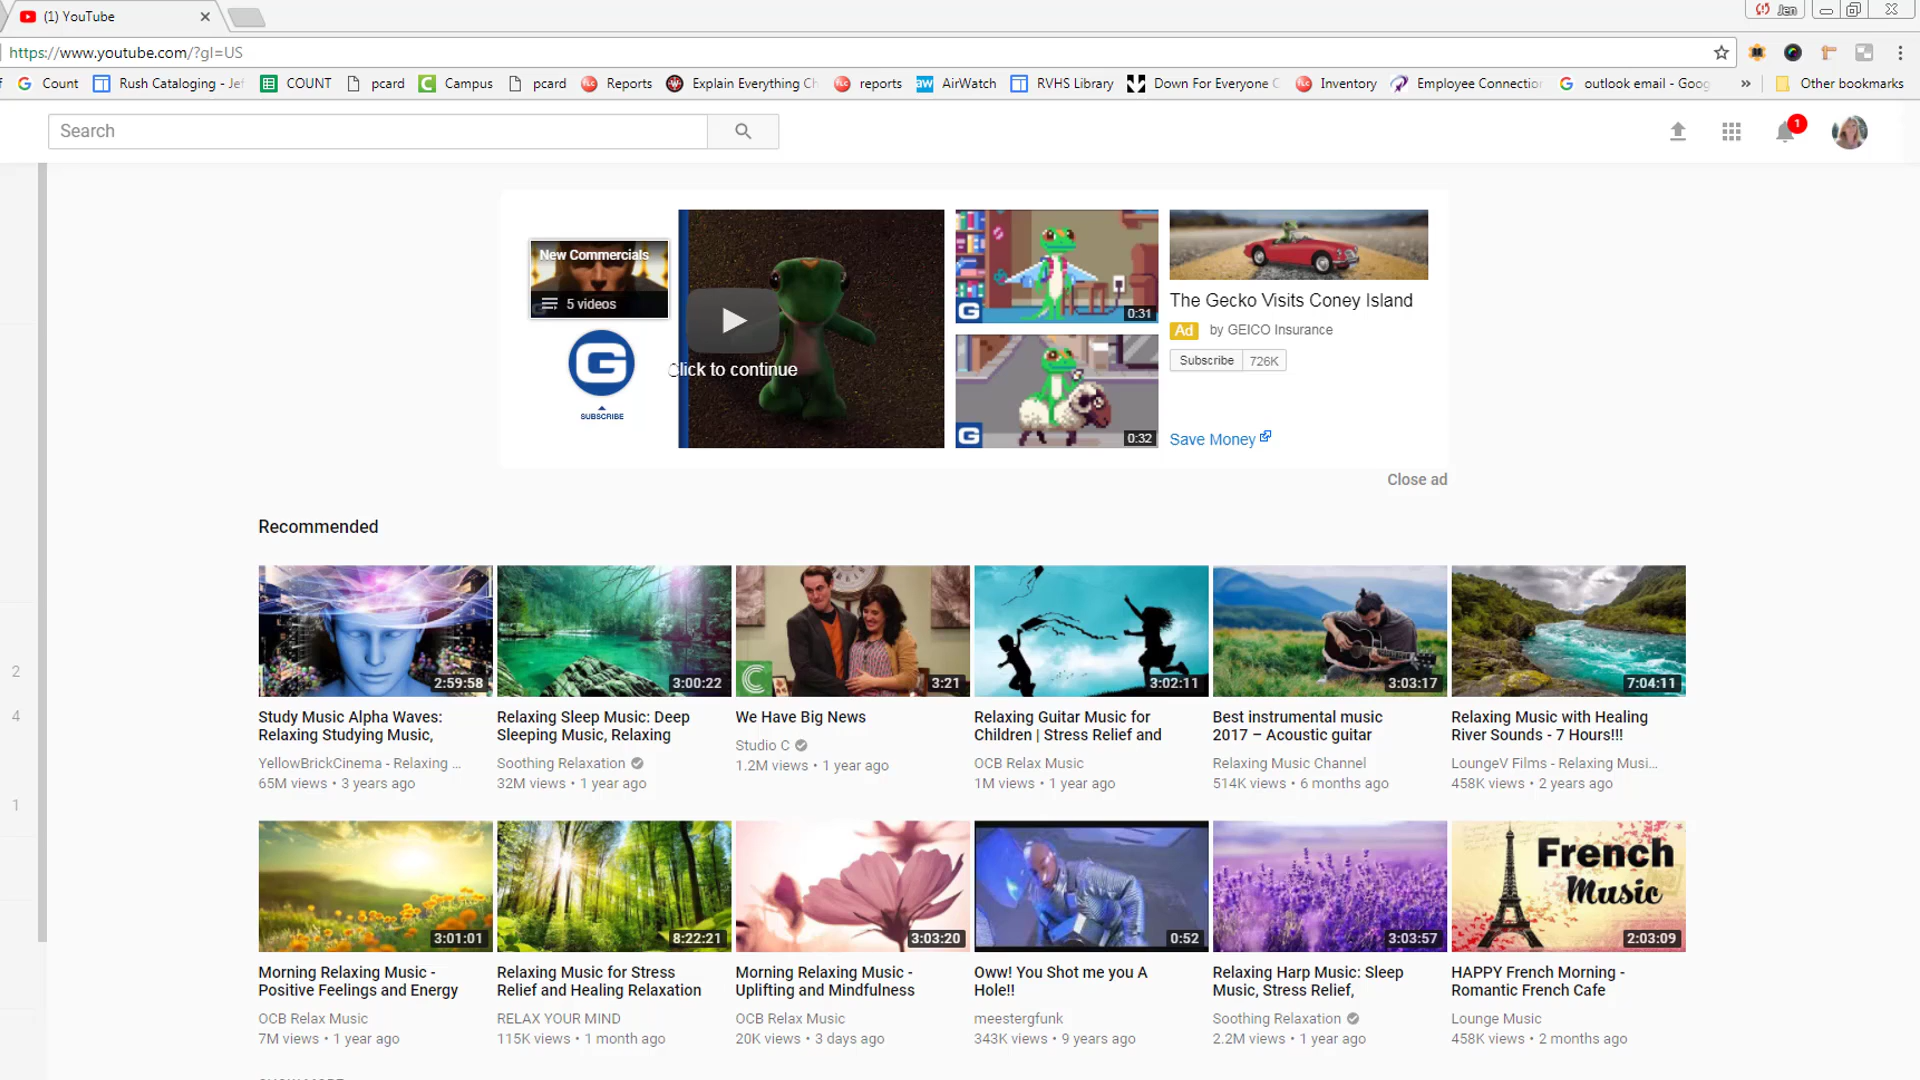 (1) YouTube
Jen
https://www.youtube.com/?gl=US
Count Rush Cataloging - Jef COUNT pcard Campus pcard Reports Explain Everything Ch reports AirWatch RVHS Library Down For Everyone C Inventory Employee Connection outlook email - Goog » Other bookmarks
Search
1
New Commercials
5 videos
G
SUBSCRIBE
Click to continue
G
0:31
G
0:32
The Gecko Visits Coney Island
Ad by GEICO Insurance
Subscribe 726K
Save Money
Close ad
Recommended
2
4
1
2:59:58
3:00:22
C
3:21
3:02:11
3:03:17
7:04:11
Study Music Alpha Waves:
Relaxing Studying Music,
YellowBrickCinema - Relaxing ...
65M views • 3 years ago
Relaxing Sleep Music: Deep
Sleeping Music, Relaxing
Soothing Relaxation
32M views • 1 year ago
We Have Big News
Studio C
1.2M views • 1 year ago
Relaxing Guitar Music for
Children | Stress Relief and
OCB Relax Music
1M views • 1 year ago
Best instrumental music
2017 – Acoustic guitar
Relaxing Music Channel
514K views • 6 months ago
Relaxing Music with Healing
River Sounds - 7 Hours!!!
LoungeV Films - Relaxing Musi...
458K views • 2 years ago
3:01:01
8:22:21
3:03:20
0:52
3:03:57
French
Music
2:03:09
Morning Relaxing Music -
Positive Feelings and Energy
OCB Relax Music
7M views • 1 year ago
Relaxing Music for Stress
Relief and Healing Relaxation
RELAX YOUR MIND
115K views • 1 month ago
Morning Relaxing Music -
Uplifting and Mindfulness
OCB Relax Music
20K views • 3 days ago
Oww! You Shot me you A
Hole!!
meestergfunk
343K views • 9 years ago
Relaxing Harp Music: Sleep
Music, Stress Relief,
Soothing Relaxation
2.2M views • 1 year ago
HAPPY French Morning -
Romantic French Cafe
Lounge Music
458K views • 2 months ago